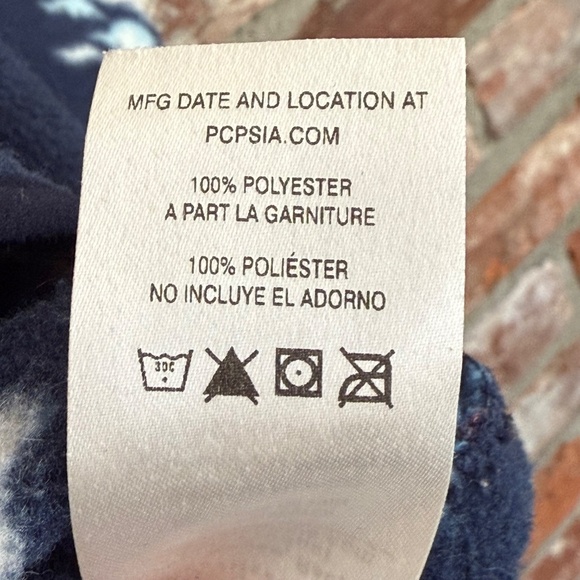 MFG DATE AND LOCATION AT
PCPSIA.COM
100% POLYESTER
A PART LA GARNITURE
100% POLIÉSTER
NO INCLUYE EL ADORNO
30C